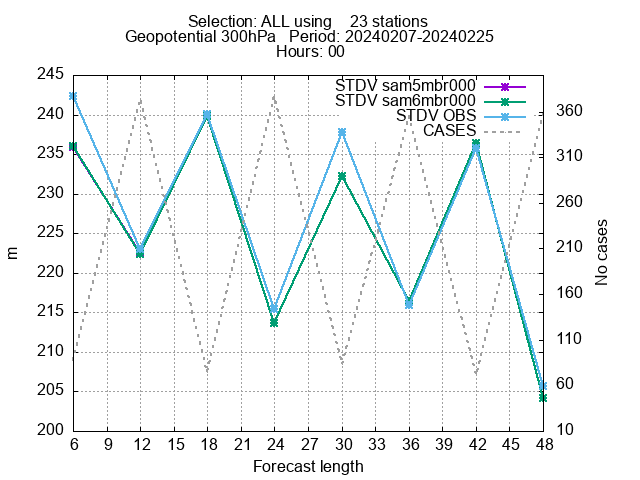 Selection: ALL using 23 stations
Geopotential 300hPa Period: 20240207-20240225
Hours: 00
STDV sam5mbr000
STDV sam6mbr000
STDV OBS
CASES
245
240
235
230
225
220
215
210
205
200
m
360
310
260
210
160
110
60
10
No cases
6 9 12 15 18 21 24 27 30 33 36 39 42 45 48
Forecast length